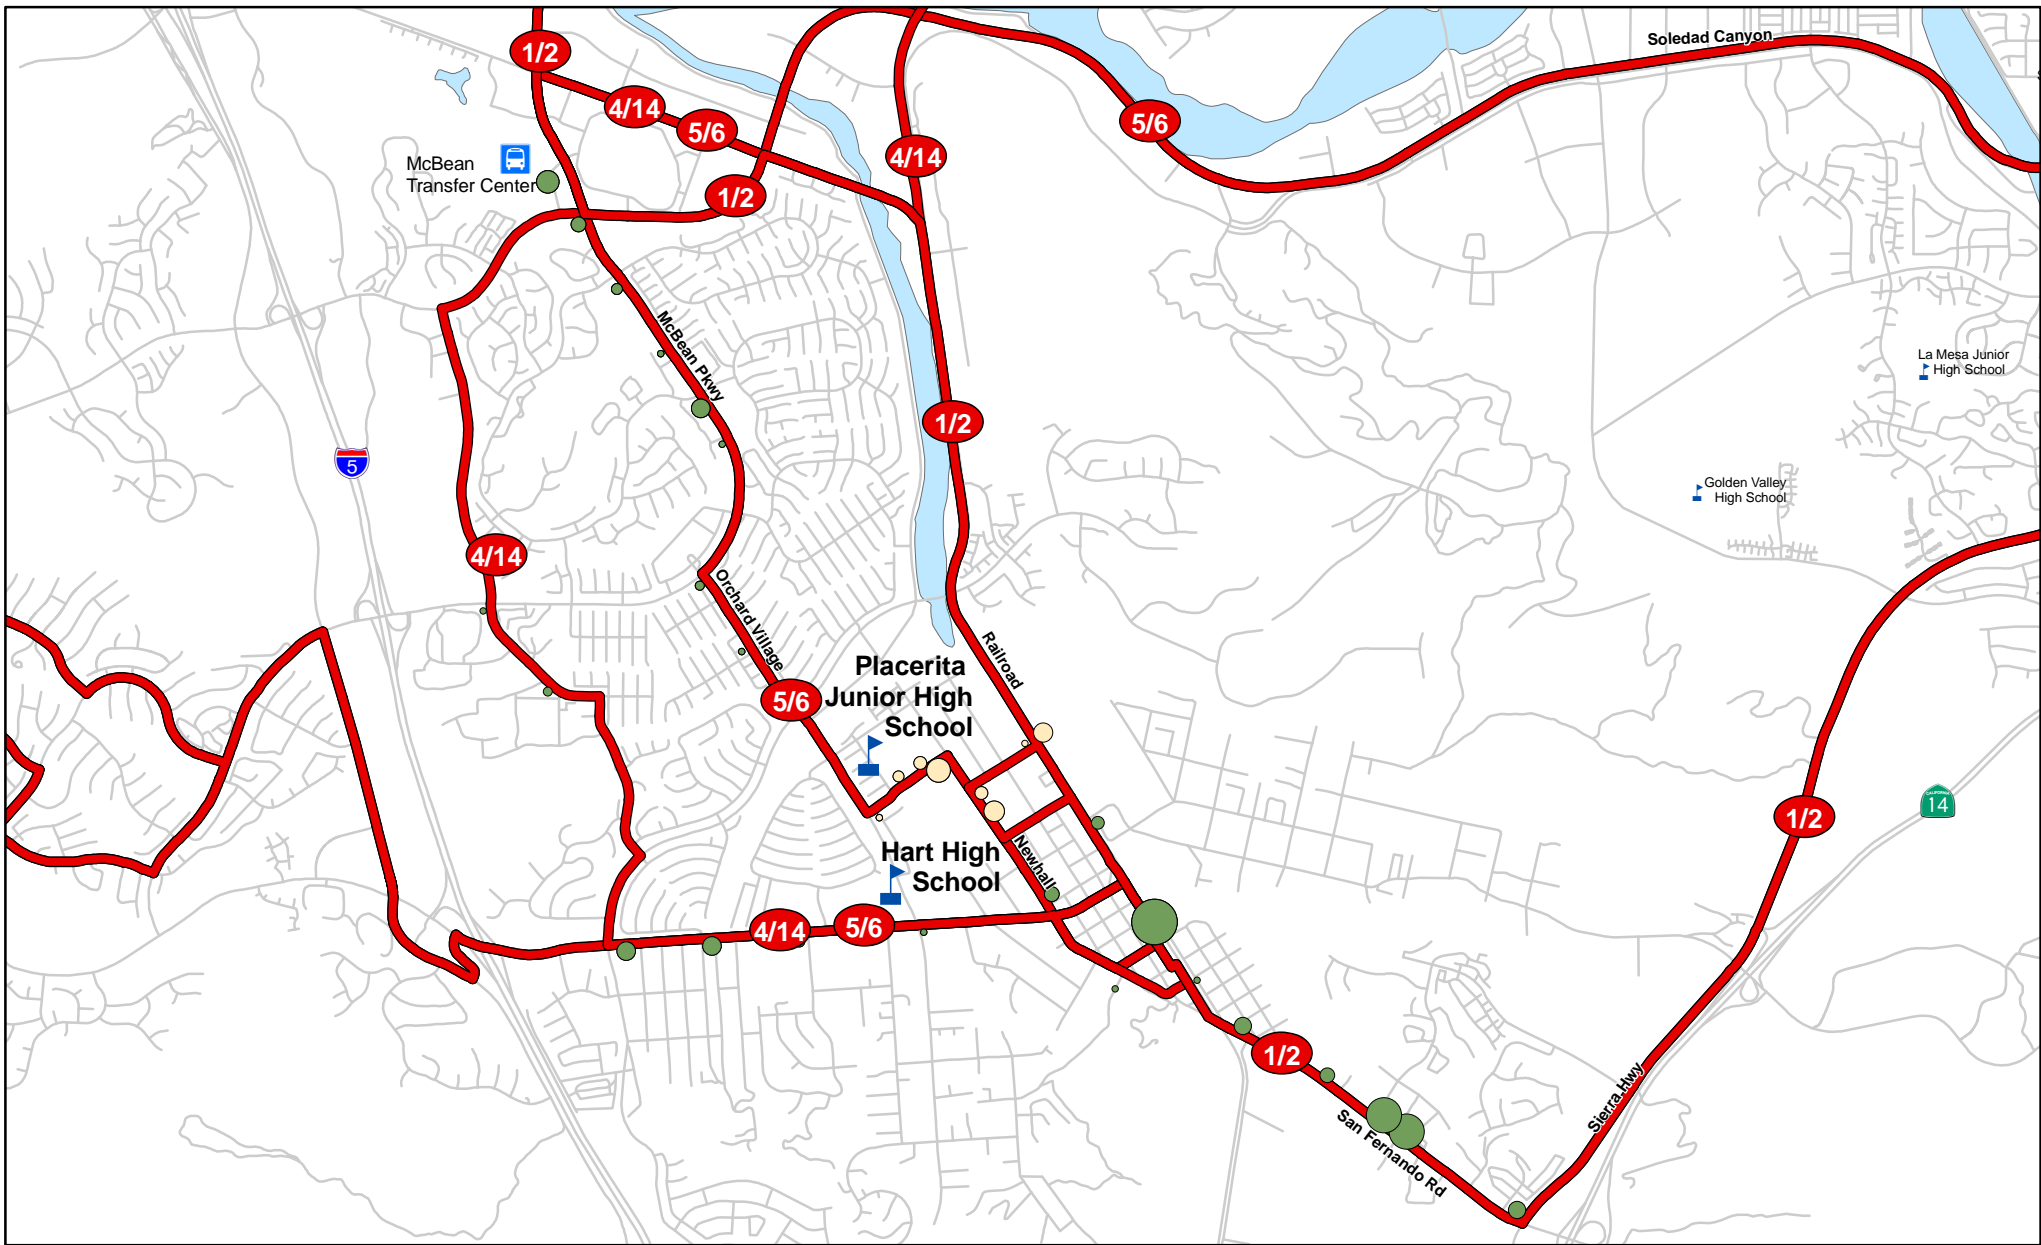 Soledad Canyon
1/2
4/14
5/6
5/6
4/14
McBean
Transfer Center
1/2
McBean Pkwy
La Mesa Junior
High School
1/2
5
Golden Valley
High School
4/14
Orchard Village
Railroad
Placerita
Junior High
School
5/6
CALIFORNIA
14
1/2
Newhall
Hart High
School
4/14
5/6
1/2
Sierra Hwy
San Fernando Rd